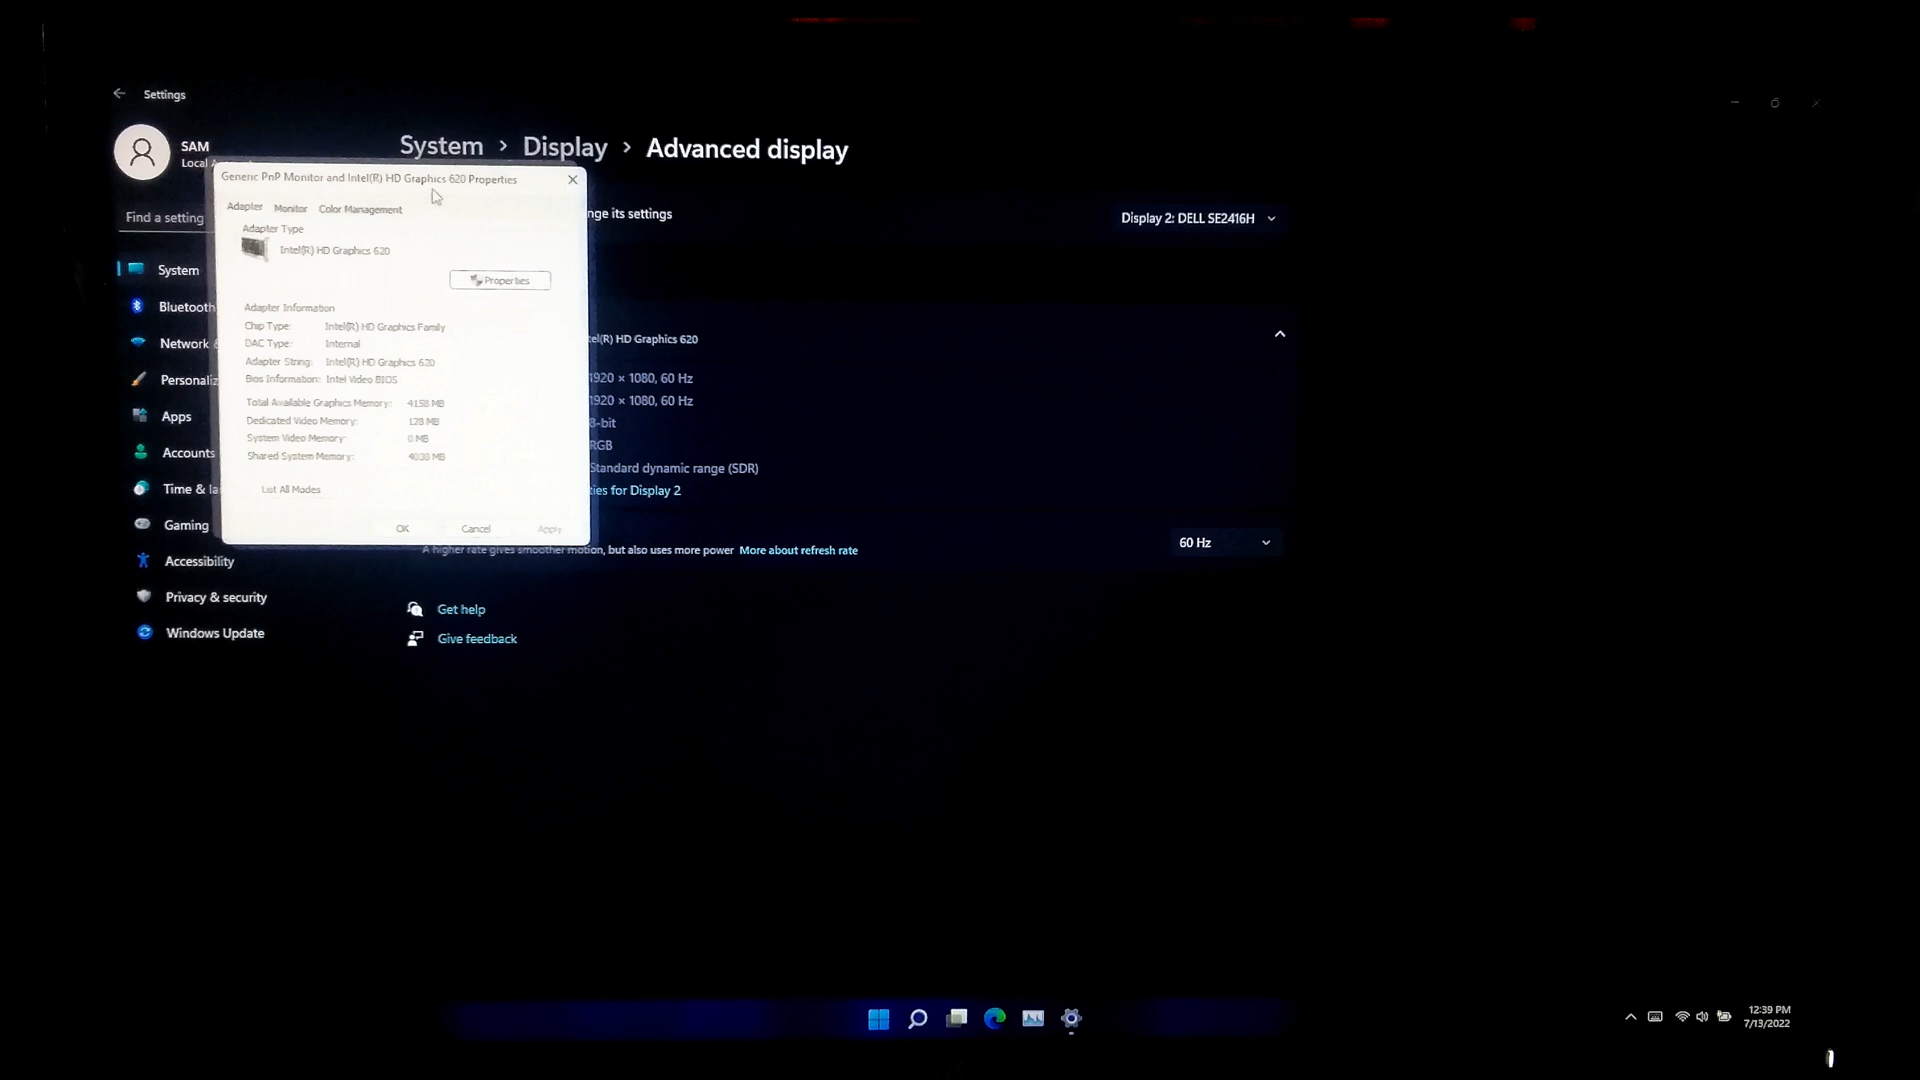 Settings
SAM
Local
System > Display > Advanced display
Generic PnP Monitor and Intel(R) HD Graphics 620 Properties
Adapter Monitor Color Management
Adapter Type
Intel(R) HD Graphics 620
Properties
Adapter Information
Chip Type: Intel(R) HD Graphics Family
DAC Type: Internal
Adapter String: Intel(R) HD Graphics 620
Bios Information: Intel Video BIOS
Total Available Graphics Memory: 4158 MB
Dedicated Video Memory: 128 MB
System Video Memory: 0 MB
Shared System Memory: 4030 MB
List All Modes
OK Cancel Apply
Find a setting
System
Bluetooth
Network &
Personaliz
Apps
Accounts
Time & la
Gaming
Accessibility
Privacy & security
Windows Update
nge its settings
Display 2: DELL SE2416H
tel(R) HD Graphics 620
1920 × 1080, 60 Hz
1920 × 1080, 60 Hz
8-bit
RGB
Standard dynamic range (SDR)
ties for Display 2
A higher rate gives smoother motion, but also uses more power More about refresh rate
60 Hz
Get help
Give feedback
12:39 PM
7/13/2022